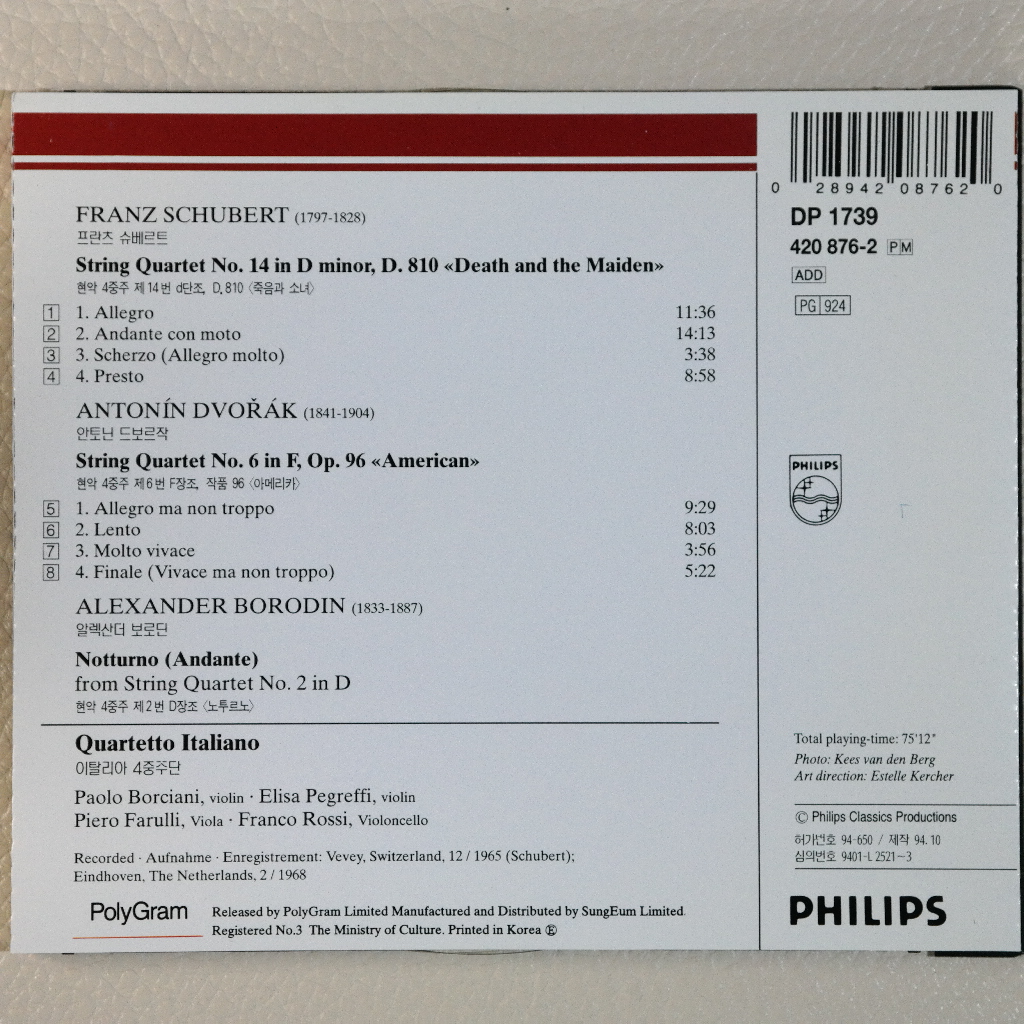 FRANZ SCHUBERT (1797-1828)
프란츠 슈베르트
String Quartet No. 14 in D minor, D. 810 «Death and the Maiden»
현악 4중주 제14번 d단조, D. 810 〈죽음과 소녀〉
1 1. Allegro 11:36
2 2. Andante con moto 14:13
3 3. Scherzo (Allegro molto) 3:38
4 4. Presto 8:58
ANTONÍN DVOŘÁK (1841-1904)
안토닌 드보르작
String Quartet No. 6 in F, Op. 96 «American»
현악 4중주 제6번 F장조, 작품 96 〈아메리카〉
5 1. Allegro ma non troppo 9:29
6 2. Lento 8:03
7 3. Molto vivace 3:56
8 4. Finale (Vivace ma non troppo) 5:22
ALEXANDER BORODIN (1833-1887)
알렉산더 보로딘
Notturno (Andante)
from String Quartet No. 2 in D
현악 4중주 제2번 D장조 〈노투르노〉
Quartetto Italiano
이탈리아 4중주단
Paolo Borciani, violin · Elisa Pegreffi, violin
Piero Farulli, Viola · Franco Rossi, Violoncello
Recorded · Aufnahme · Enregistrement: Vevey, Switzerland, 12 / 1965 (Schubert);
Eindhoven, The Netherlands, 2 / 1968
PolyGram
Released by PolyGram Limited Manufactured and Distributed by SungEum Limited.
Registered No.3 The Ministry of Culture. Printed in Korea Ⓔ
0 28942 08762 0
DP 1739
420 876-2 PM
ADD
PG 924
PHILIPS
Total playing-time: 75'12"
Photo: Kees van den Berg
Art direction: Estelle Kercher
© Philips Classics Productions
허가번호 94-650 / 제작 94. 10
심의번호 9401-L 2521~3
PHILIPS